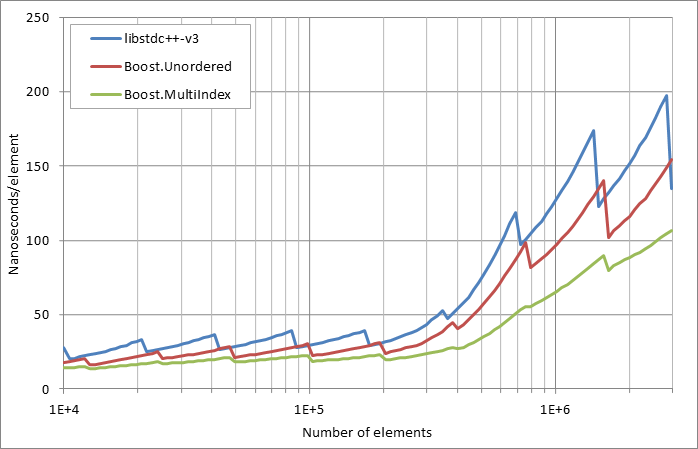 250
200
150
100
50
0
Nanoseconds/element
libstdc++-v3
Boost.Unordered
Boost.MultiIndex
1E+4
1E+5
1E+6
Number of elements